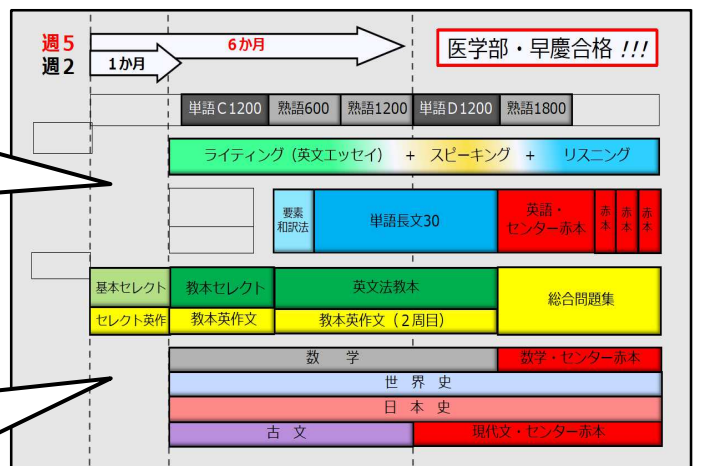 週5
6か月
医学部・早慶合格 !!!
週2
1か月
単語C1200
熟語600
熟語1200
単語D1200
熟語1800
ライティング (英文エッセイ) + スピーキング + リスニング
要素
和訳法
単語長文30
英語・
センター赤本
赤本
赤本
赤本
基本セレクト
教本セレクト
英文法教本
総合問題集
セレクト英作
教本英作文
教本英作文 (2周目)
数 学
数学・センター赤本
世 界 史
日 本 史
古 文
現代文・センター赤本